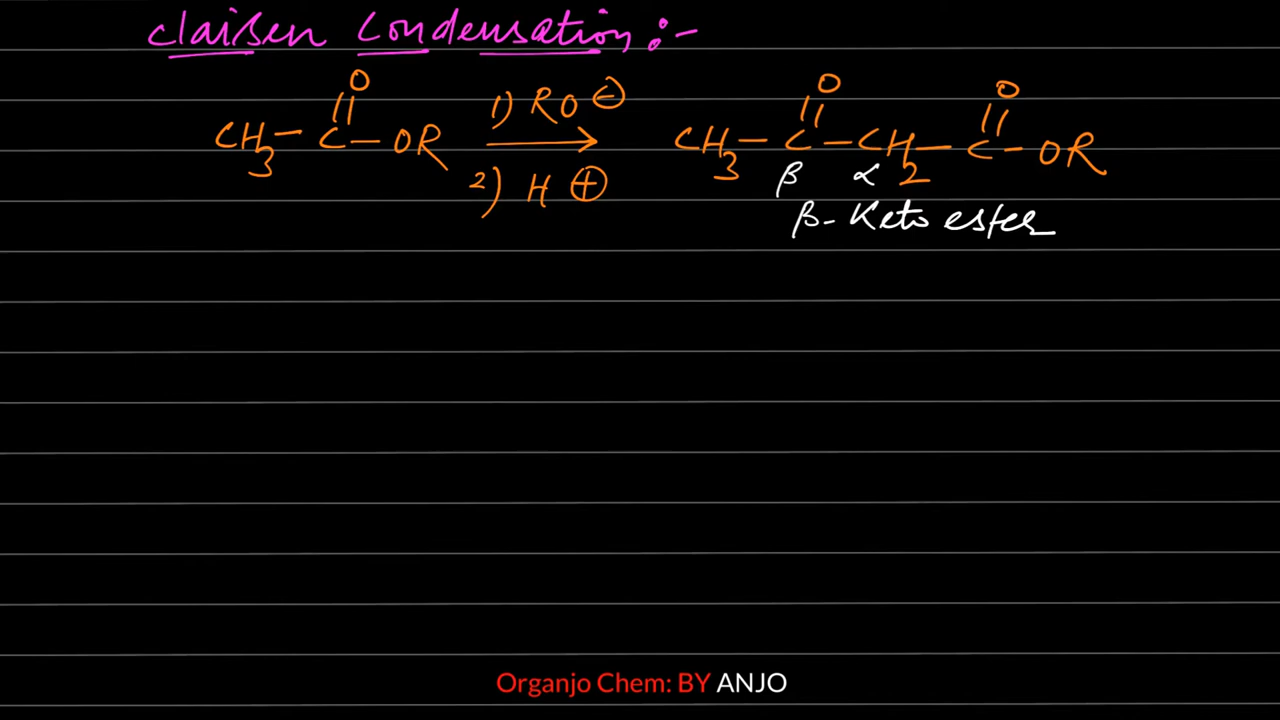 Claisen Condensation :-
O O O
CH3 - C - OR 1) RO⊖ → 2) H⊕ CH3 - C - CH2 - C - OR
β α
β - Keto ester
Organjo Chem: BY ANJO